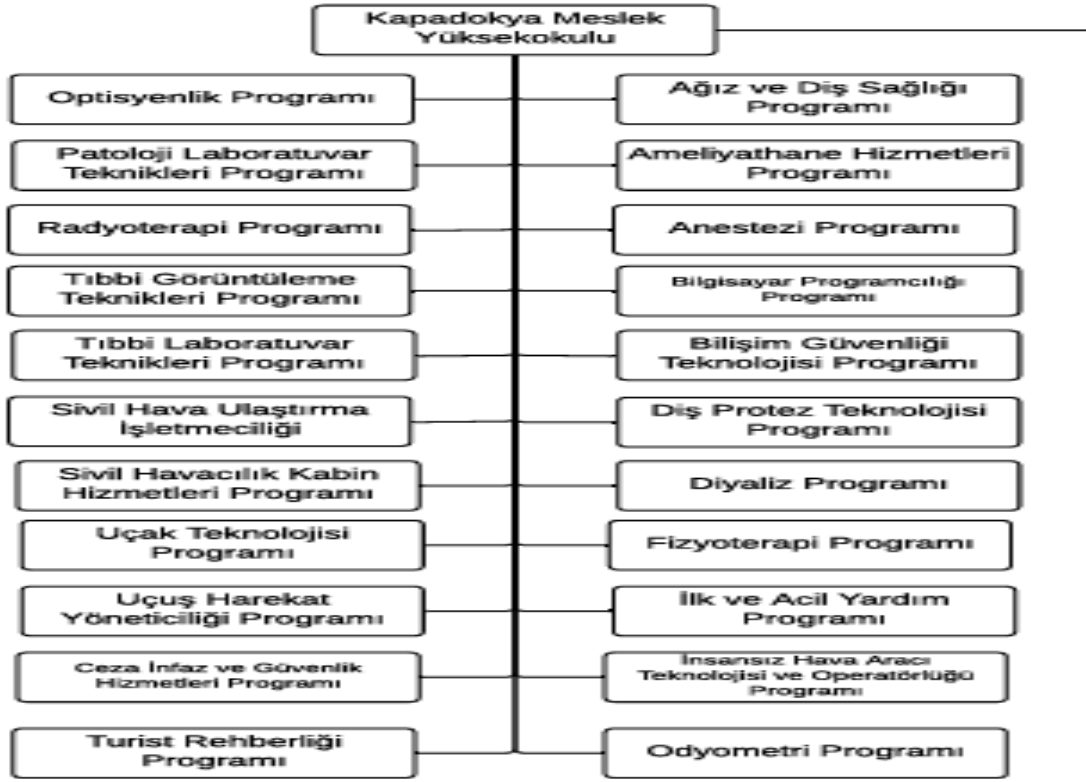 Kapadokya Meslek
Yüksekokulu
Optisyenlik Programı
Ağız ve Diş Sağlığı
Programı
Patoloji Laboratuvar
Teknikleri Programı
Ameliyathane Hizmetleri
Programı
Radyoterapi Programı
Anestezi Programı
Tıbbi Görüntüleme
Teknikleri Programı
Bilgisayar Programcılığı
Programı
Tıbbi Laboratuvar
Teknikleri Programı
Bilişim Güvenliği
Teknolojisi Programı
Sivil Hava Ulaştırma
İşletmeciliği
Diş Protez Teknolojisi
Programı
Sivil Havacılık Kabin
Hizmetleri Programı
Diyaliz Programı
Uçak Teknolojisi
Programı
Fizyoterapi Programı
Uçuş Harekat
Yöneticiliği Programı
İlk ve Acil Yardım
Programı
Ceza İnfaz ve Güvenlik
Hizmetleri Programı
İnsansız Hava Aracı
Teknolojisi ve Operatörlüğü
Programı
Turist Rehberliği
Programı
Odyometri Programı